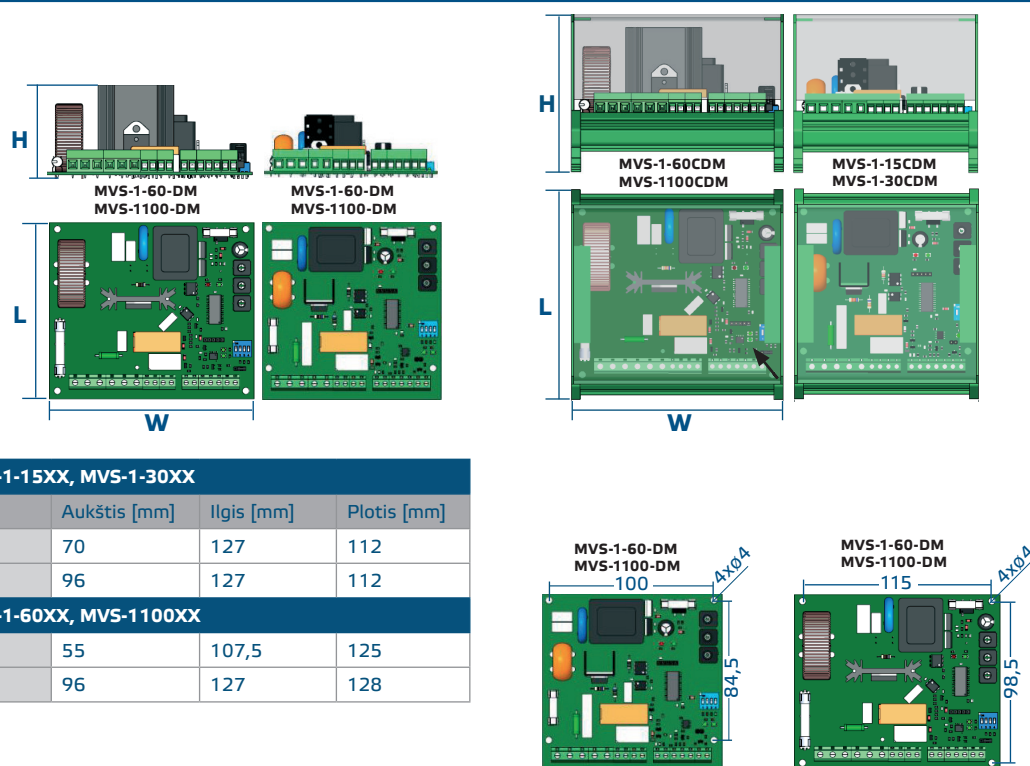 H
H
MVS-1-60-DM
MVS-1100-DM
MVS-1-60-DM
MVS-1100-DM
MVS-1-60CDM
MVS-1100CDM
MVS-1-15CDM
MVS-1-30CDM
L
L
W
W
-1-15XX, MVS-1-30XX
Aukštis [mm] Ilgis [mm] Plotis [mm]
70 127 112
96 127 112
-1-60XX, MVS-1100XX
55 107,5 125
96 127 128
MVS-1-60-DM
MVS-1100-DM
100
4xø4
84,5
MVS-1-60-DM
MVS-1100-DM
115
4xø4
98,5